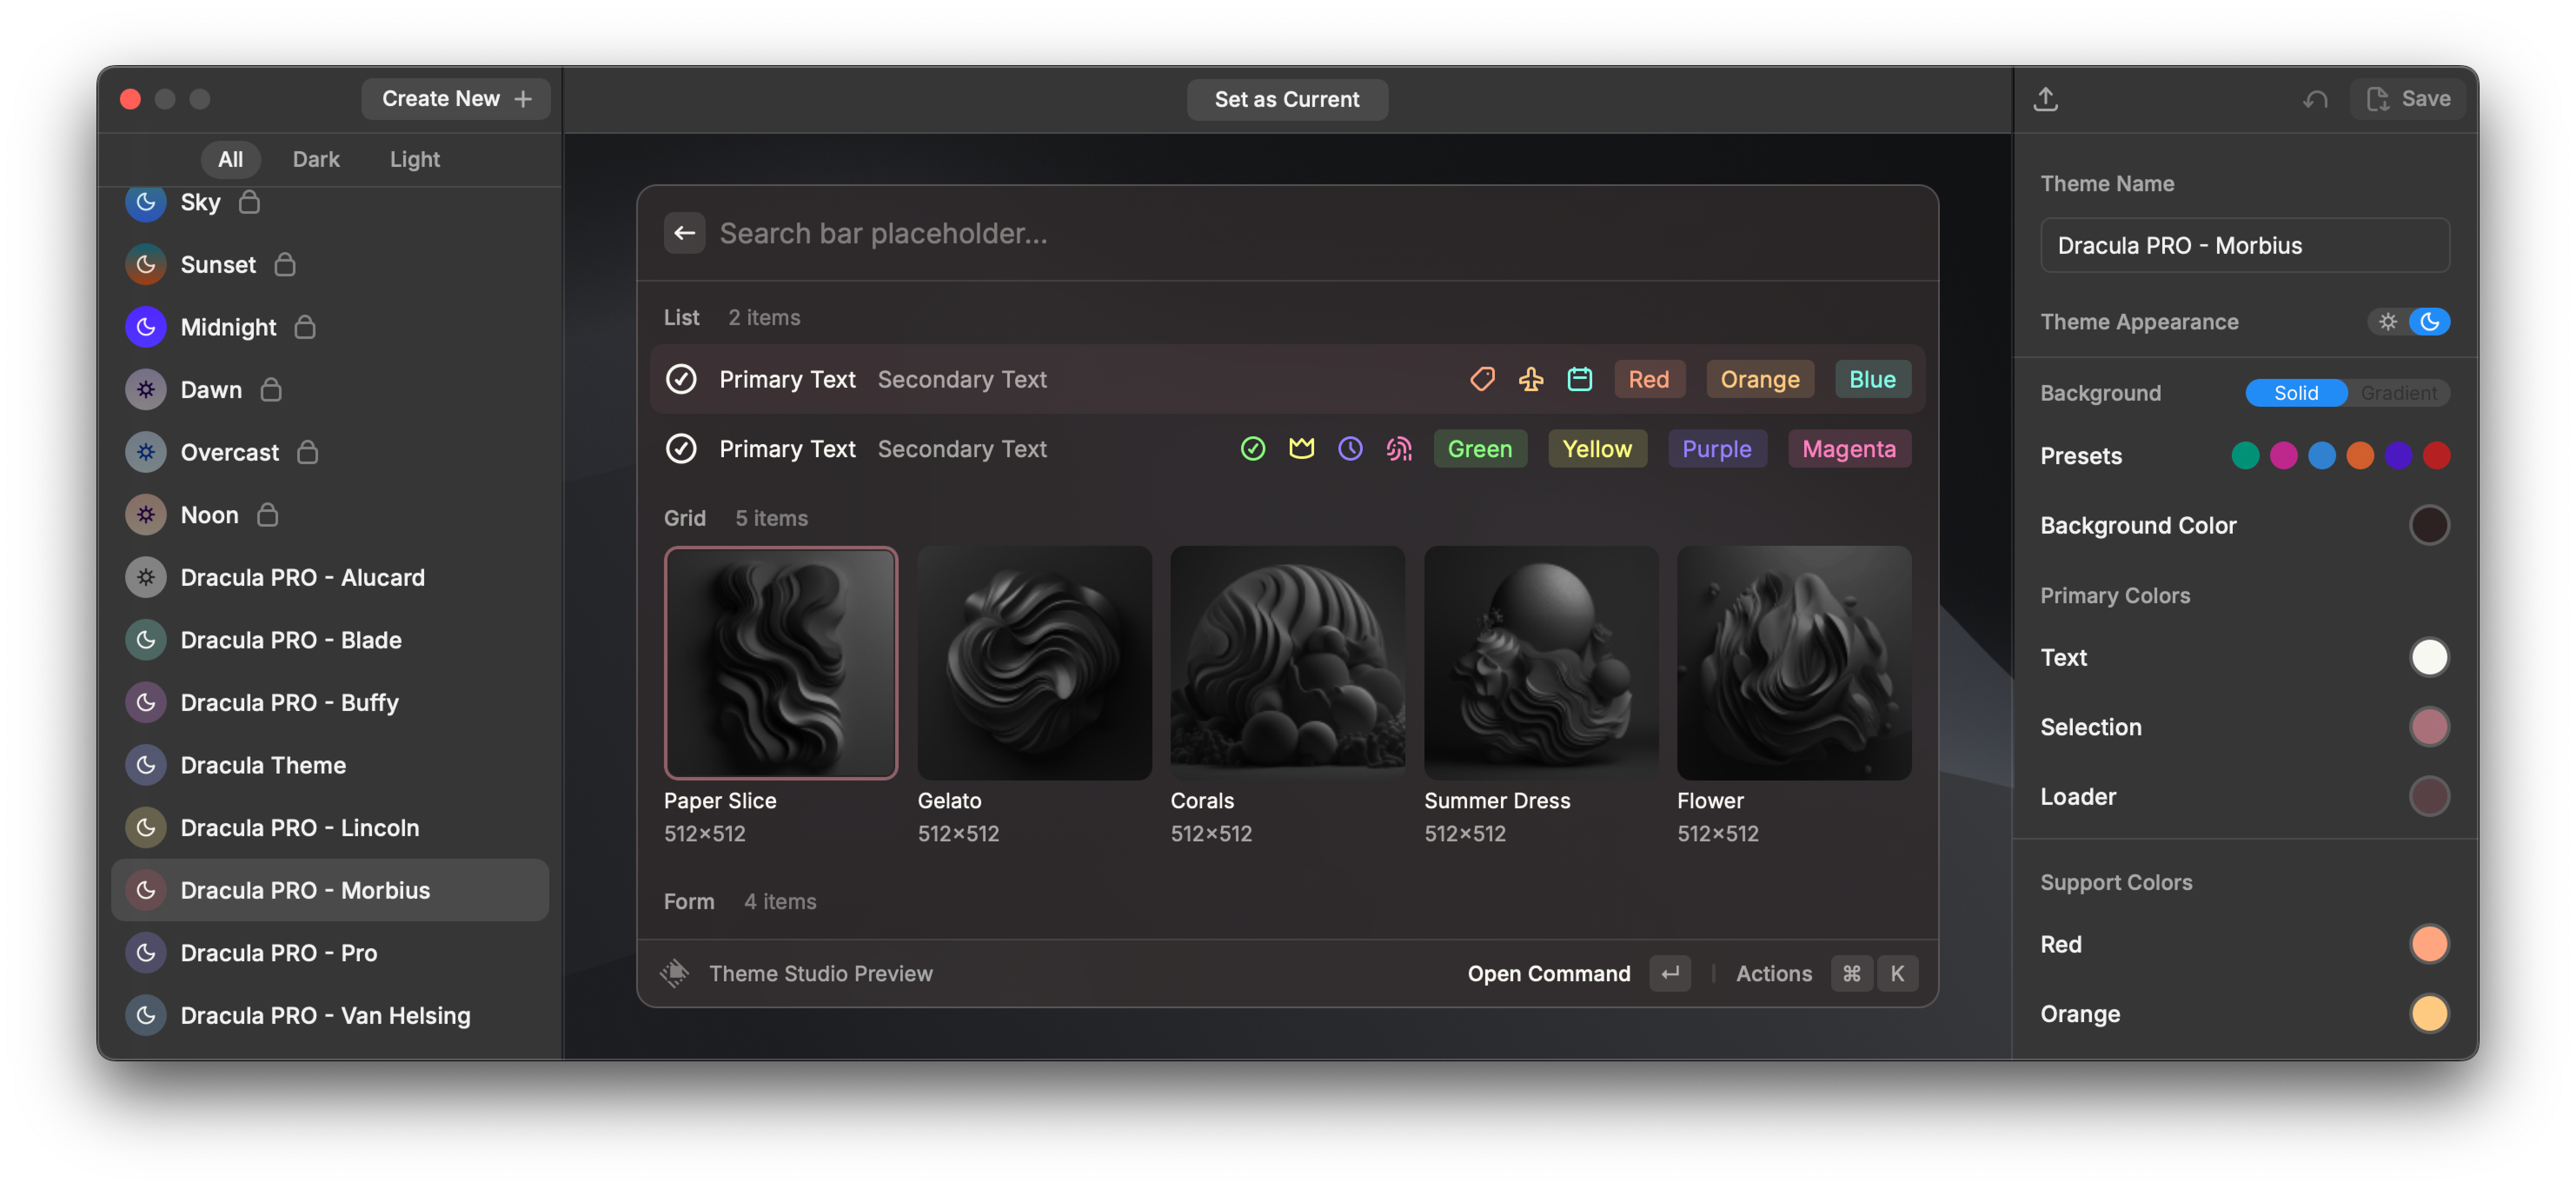 Create New +
Set as Current
Save
All Dark Light
Sky
Sunset
Midnight
Dawn
Overcast
Noon
Dracula PRO - Alucard
Dracula PRO - Blade
Dracula PRO - Buffy
Dracula Theme
Dracula PRO - Lincoln
Dracula PRO - Morbius
Dracula PRO - Pro
Dracula PRO - Van Helsing
Search bar placeholder...
List 2 items
Primary Text Secondary Text Red Orange Blue
Primary Text Secondary Text Green Yellow Purple Magenta
Grid 5 items
Paper Slice Gelato Corals Summer Dress Flower
512×512 512×512 512×512 512×512 512×512
Form 4 items
Theme Studio Preview Open Command ↵ Actions ⌘ K
Theme Name
Dracula PRO - Morbius
Theme Appearance
Background Solid Gradient
Presets
Background Color
Primary Colors
Text
Selection
Loader
Support Colors
Red
Orange